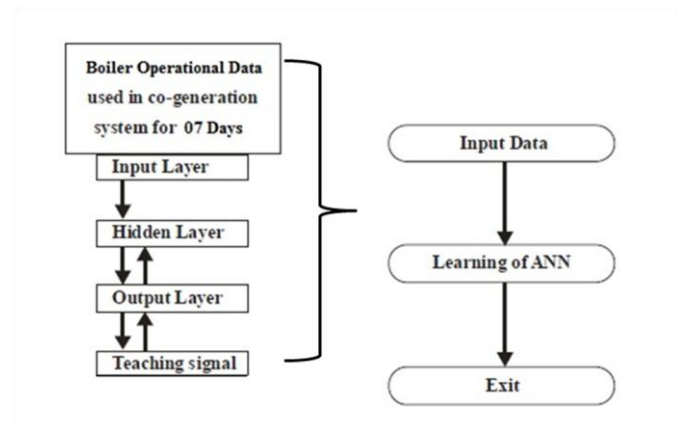 Boiler Operational Data
used in co-generation
system for 07 Days
Input Layer
Hidden Layer
Output Layer
Teaching signal
Input Data
Learning of ANN
Exit